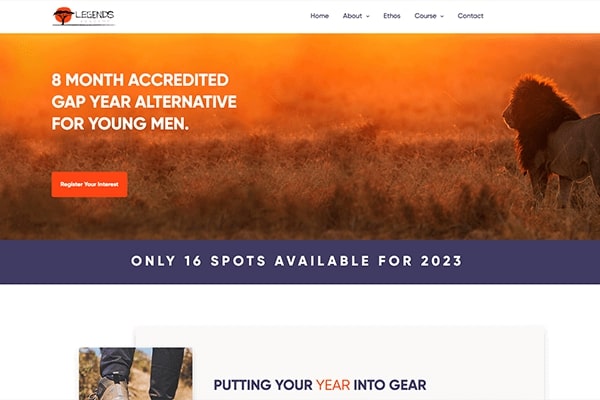 LEGENDS
Home About Ethos Course Contact
8 MONTH ACCREDITED
GAP YEAR ALTERNATIVE
FOR YOUNG MEN.
Register Your Interest
ONLY 16 SPOTS AVAILABLE FOR 2023
PUTTING YOUR YEAR INTO GEAR